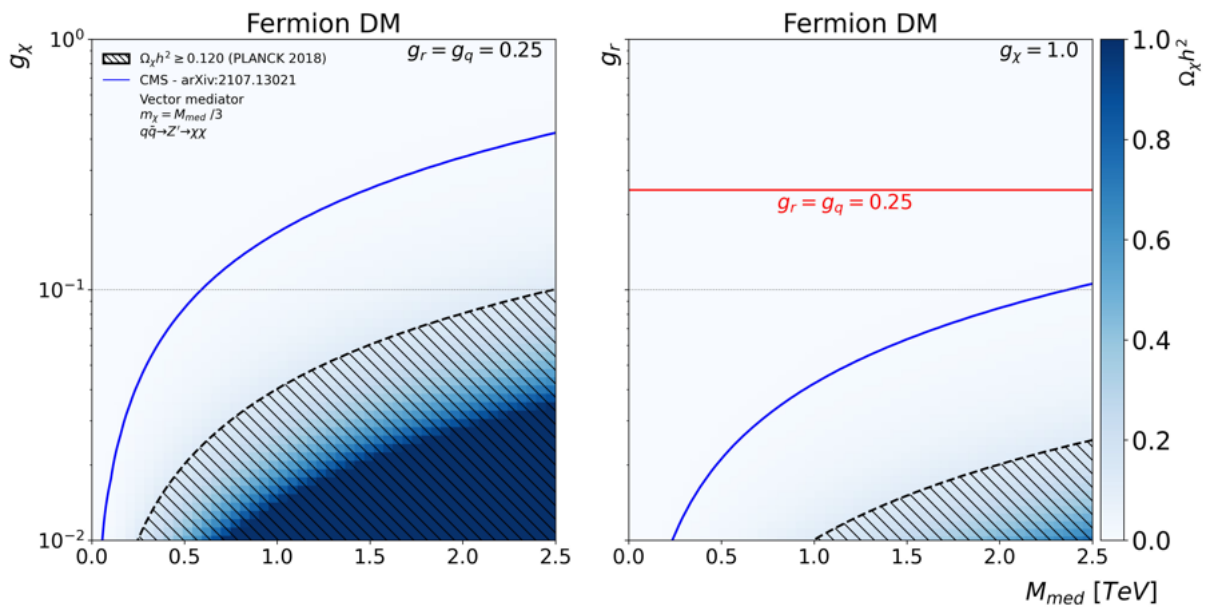 Fermion DM
g_χ
10⁰
10⁻¹
10⁻²
g_r = g_q = 0.25
Ω_χh² ≥ 0.120 (PLANCK 2018)
CMS - arXiv:2107.13021
Vector mediator
m_χ = M_med /3
qq̄→Z'→χχ
0.0 0.5 1.0 1.5 2.0 2.5
Fermion DM
g_r
g_χ = 1.0
g_r = g_q = 0.25
0.0 0.5 1.0 1.5 2.0 2.5
M_med [TeV]
Ω_χh²
1.0
0.8
0.6
0.4
0.2
0.0